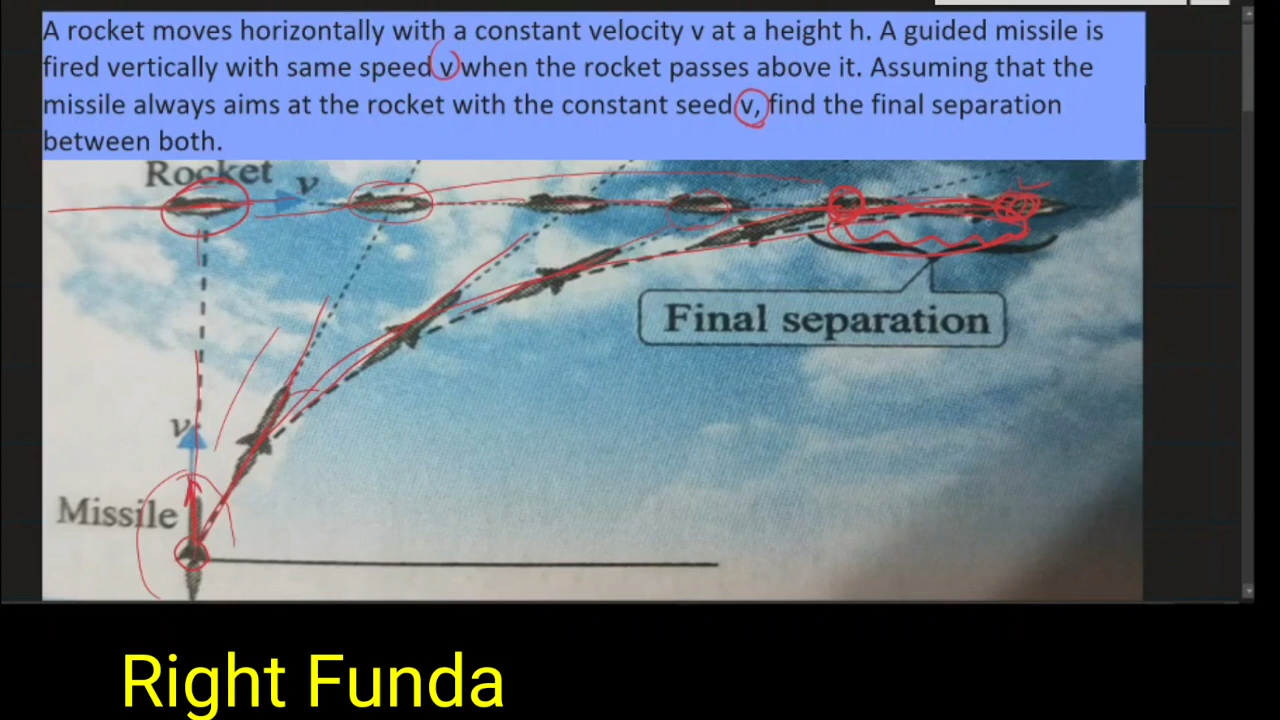 A rocket moves horizontally with a constant velocity v at a height h. A guided missile is
fired vertically with same speed v when the rocket passes above it. Assuming that the
missile always aims at the rocket with the constant seed v, find the final separation
between both.
Rocket
v
v
Final separation
Missile
Right Funda